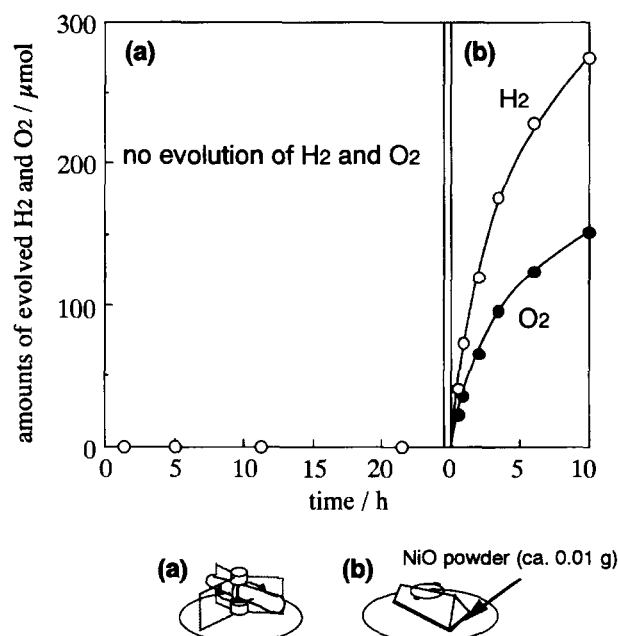 amounts of evolved H2 and O2 / μmol
300
200
100
0
(a)
no evolution of H2 and O2
(b)
H2
O2
0 5 10 15 20 0 5 10
time / h
(a)
(b)
NiO powder (ca. 0.01 g)